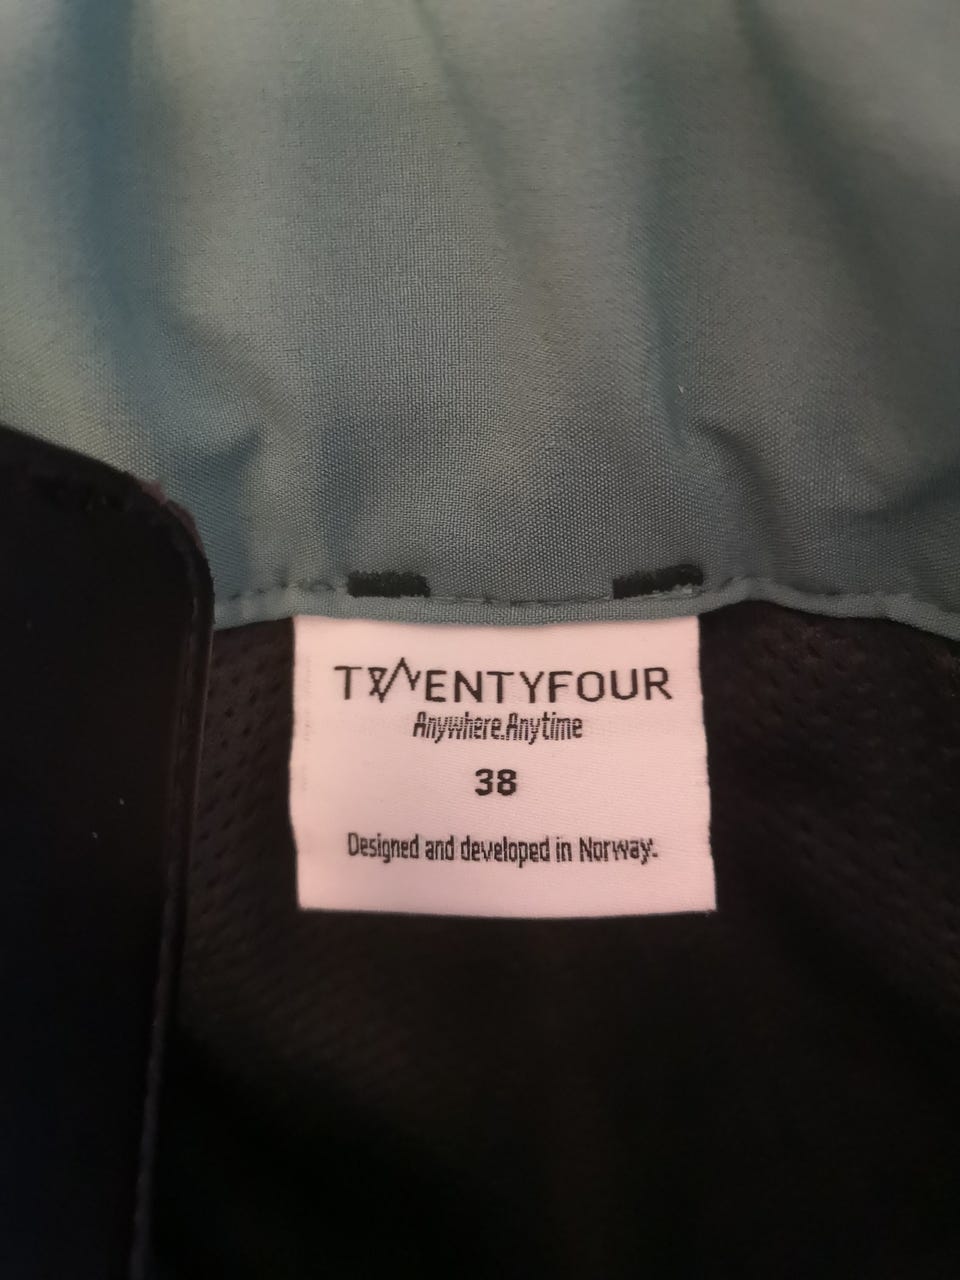 TWENTYFOUR
Anywhere.Anytime
38
Designed and developed in Norway.